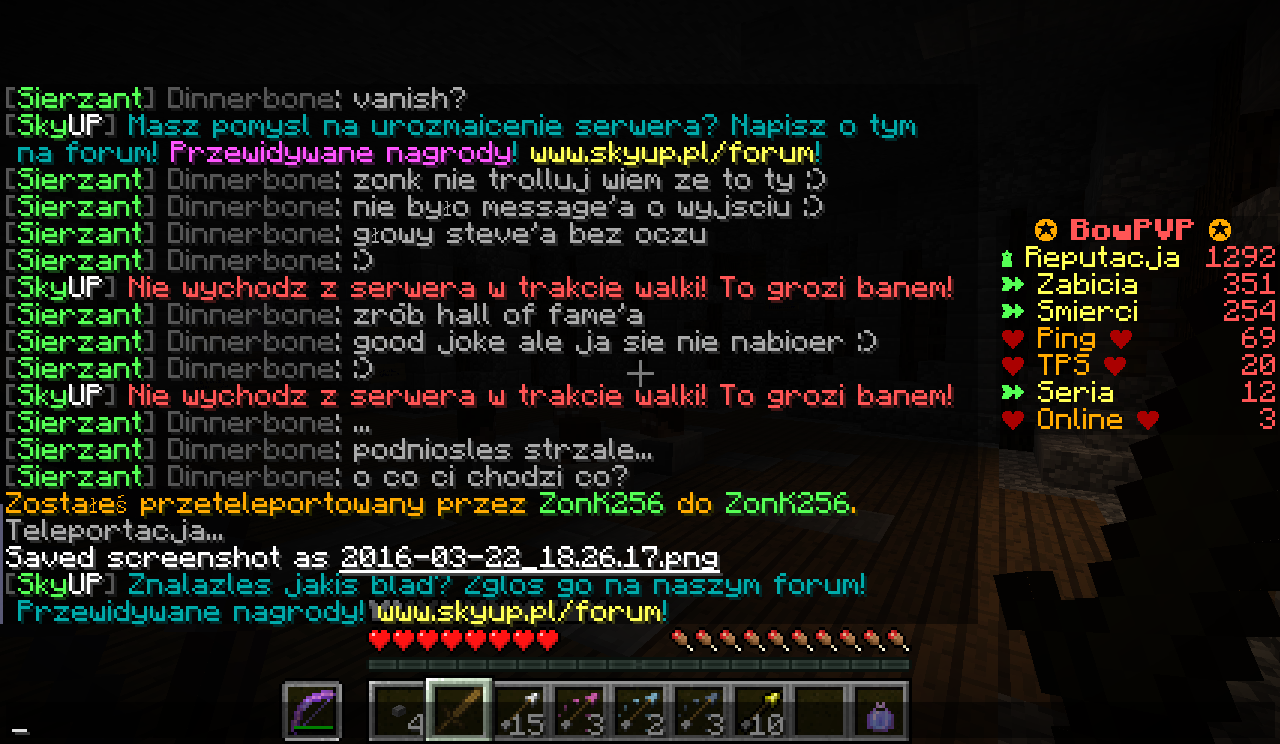 [Sierzant] Dinnerbone: vanish?
[SkyUP] Masz pomysl na urozmaicenie serwera? Napisz o tym
na forum! Przewidywane nagrody! www.skyup.pl/forum!
[Sierzant] Dinnerbone: zonk nie trolluj wiem ze to ty :)
[Sierzant] Dinnerbone: nie było message'a o wyjsciu :)
[Sierzant] Dinnerbone: głowy steve'a bez oczu
[Sierzant] Dinnerbone: :)
[SkyUP] Nie wychodz z serwera w trakcie walki! To grozi banem!
[Sierzant] Dinnerbone: zrób hall of fame'a
[Sierzant] Dinnerbone: good joke ale ja sie nie nabioer :)
[Sierzant] Dinnerbone: :)
[SkyUP] Nie wychodz z serwera w trakcie walki! To grozi banem!
[Sierzant] Dinnerbone: ...
[Sierzant] Dinnerbone: podniosles strzale...
[Sierzant] Dinnerbone: o co ci chodzi co?
Zostałeś przeteleportowany przez ZonK256 do ZonK256.
Teleportacja...
Saved screenshot as 2016-03-22_18.26.17.png
[SkyUP] Znalazles jakis blad? Zglos go na naszym forum!
Przewidywane nagrody! www.skyup.pl/forum!
BowPVP
Reputacja 1292
Zabicia 351
Smierci 254
Ping 69
TPS 20
Seria 12
Online 3
4 15 3 2 3 10
_